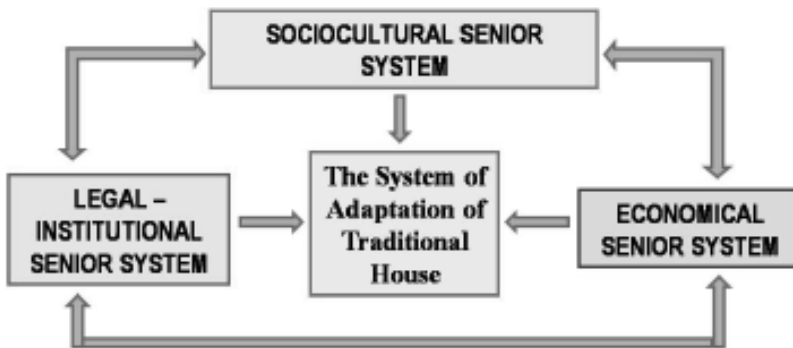 SOCIOCULTURAL SENIOR
SYSTEM
LEGAL –
INSTITUTIONAL
SENIOR SYSTEM
The System of
Adaptation of
Traditional
House
ECONOMICAL
SENIOR SYSTEM